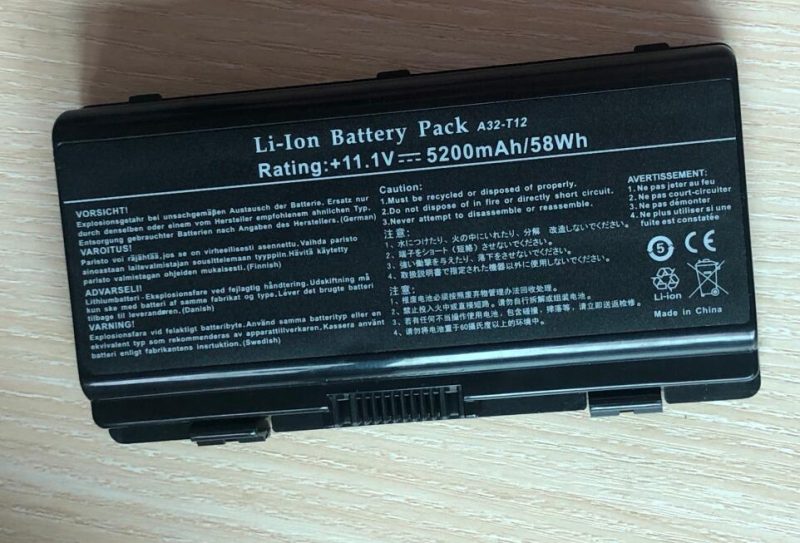 Li-Ion Battery Pack A32-T12
Rating:+11.1V 5200mAh/58Wh
VORSICHT!
Explosionsgefahr bei unsachgemäßen Austausch der Batterie. Ersatz nur
durch denselben oder einem vom Hersteller empfohlenem ähnlichen Typ-
Entsorgung gebrauchter Batterien nach Angaben des Herstellers.(German)
VAROITUS!
Paristo voi räjähtää, jos se on virheellisesti asennettu. Vaihda paristo
sinoastaan laitevalmistajan suosittelemaan tyyppiin. Hävitä käytetty
paristo valmistagan ohjeiden mukaisesti.(Finnish)
ADVARSEL!
Lithiumbatteri - Eksplosionsfare ved fejlagtig håndtering. Udskiftning må
kun ske med batteri af samma fabrikat og type. Lëver det brugte batteri
tilbage til leverandøren.(Danish)
VARNING!
Explosionsfara vid felaktigt batteribyte. Använd samma batterityp eller en
ekvivalent typ som rekommenderas av apparattillverkaren. Kassera använt
batteri enligt fabrikantens instruktion.(Swedish)
Caution:
1.Must be recycled or disposed of properly.
2.Do not dispose of in fire or directly short circuit.
3.Never attempt to disassemble or reassemble.
注意:
1、水につけたり、火の中にいれたり、分解 改造しないでください。
2、端子をショート(短絡)させないでください。
3、強い衝撃を与えたり、落下をさせないでください。
4、取扱説明書で指定された機器以外に使用しないでください。
注意:
1、根废电池必须按照废弃物管理办法回收处理。
2、禁止投入火中或直接短路。请勿自行拆解或组装电池。
3、若有任何不当操作使用电池,包含碰撞,掉落等,请立即送返检修。
4、请勿将电池置于60摄氏度以上的环境中。
AVERTISSEMENT:
1. Ne pas jeter au feu
2. Ne pas court-circuiter
3. Ne pas démonter
4. Ne plus utiliser si une
fuite est constatée
5 CE
Li-ion
Made in China